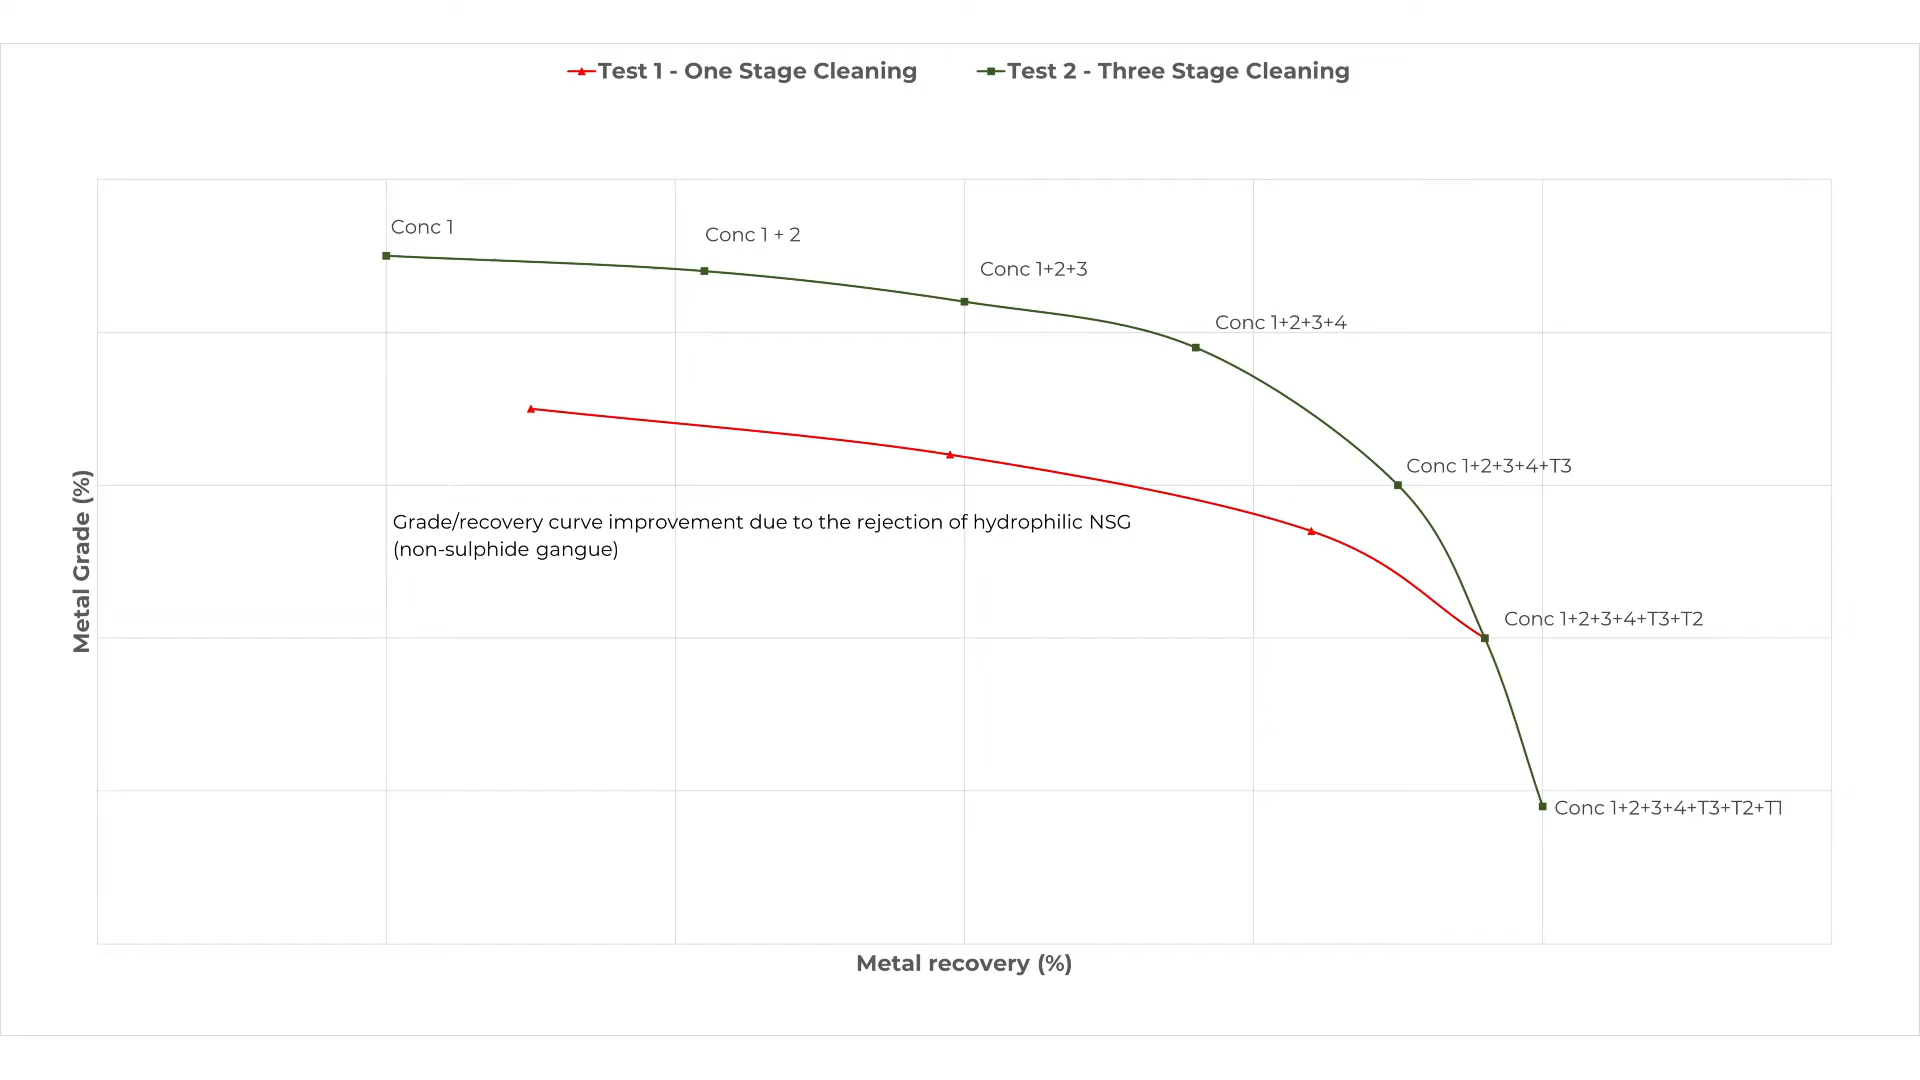 Test 1 - One Stage Cleaning
Test 2 - Three Stage Cleaning
Conc 1
Conc 1 + 2
Conc 1+2+3
Conc 1+2+3+4
Conc 1+2+3+4+T3
Grade/recovery curve improvement due to the rejection of hydrophilic NSG
(non-sulphide gangue)
Conc 1+2+3+4+T3+T2
Conc 1+2+3+4+T3+T2+T1
Metal Grade (%)
Metal recovery (%)